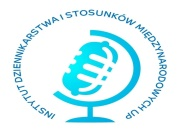 INSTYTUT DZIENNIKARSTWA I STOSUNKÓW MIĘDZYNARODOWYCH UP